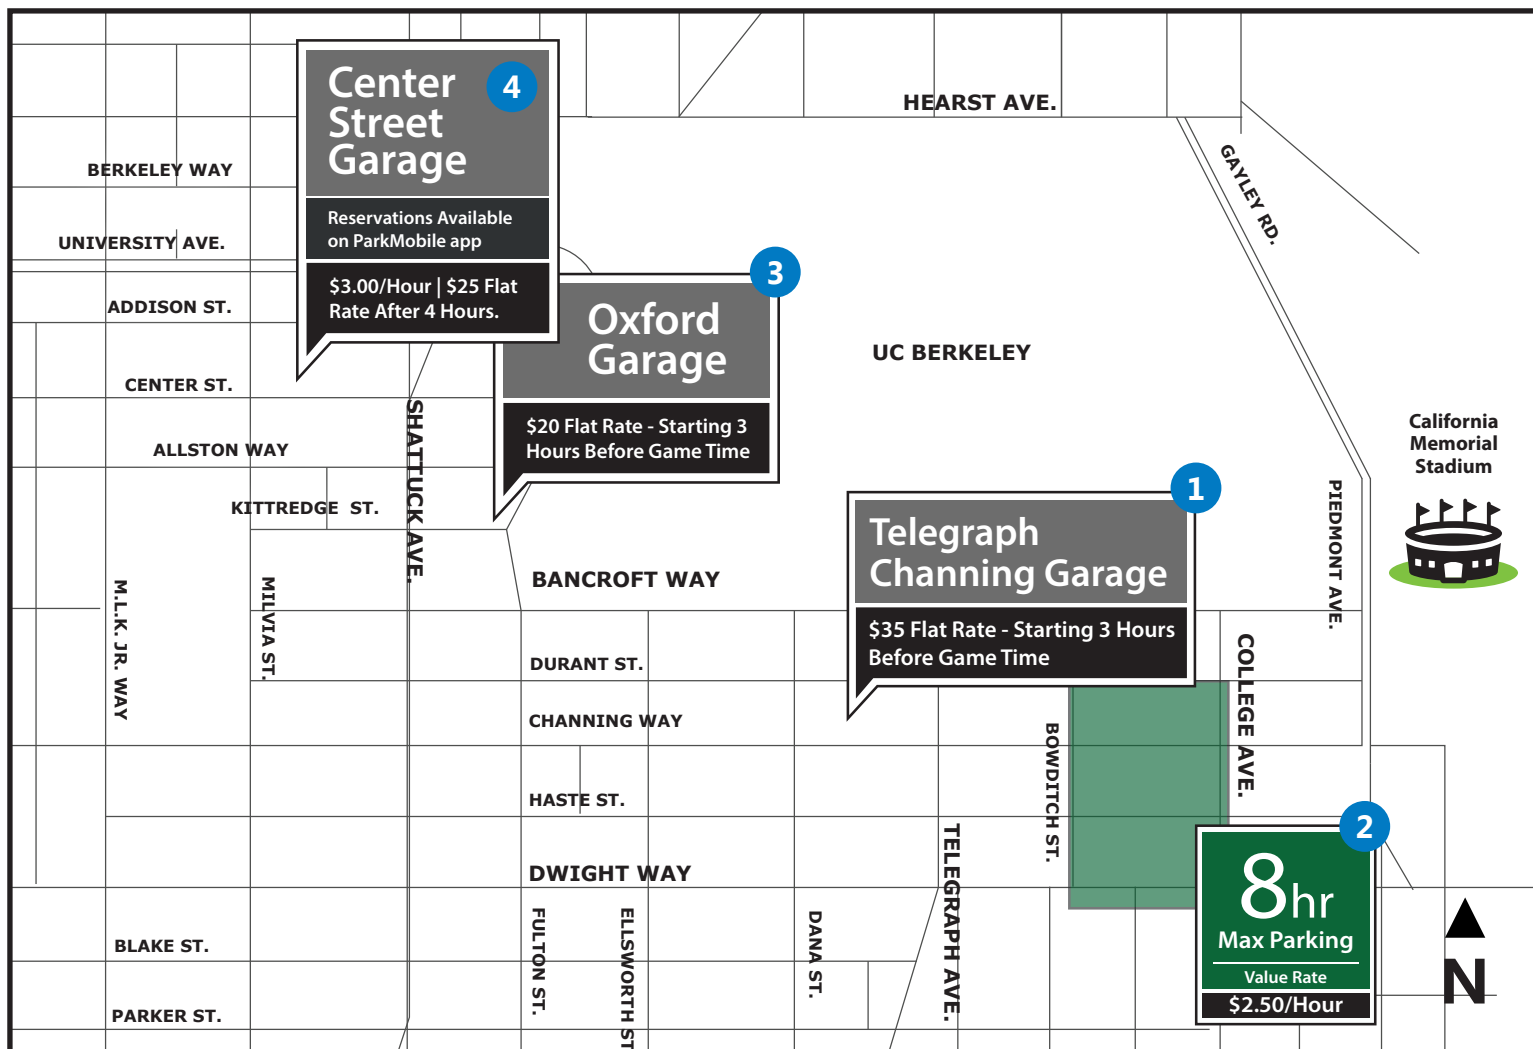 Center
Street
Garage
4
Reservations Available
on ParkMobile app
$3.00/Hour | $25 Flat
Rate After 4 Hours.
HEARST AVE.
GAYLEY RD.
BERKELEY WAY
UNIVERSITY AVE.
ADDISON ST.
3
Oxford
Garage
$20 Flat Rate - Starting 3
Hours Before Game Time
UC BERKELEY
CENTER ST.
ALLSTON WAY
KITTREDGE ST.
SHATTUCK AVE.
California
Memorial
Stadium
PIEDMONT AVE.
1
Telegraph
Channing Garage
$35 Flat Rate - Starting 3 Hours
Before Game Time
BANCROFT WAY
M.L.K. JR. WAY
MILVIA ST.
DURANT ST.
CHANNING WAY
COLLEGE AVE.
BOWDITCH ST.
HASTE ST.
DWIGHT WAY
TELEGRAPH AVE.
2
8hr
Max Parking
Value Rate
$2.50/Hour
BLAKE ST.
PARKER ST.
FULTON ST.
ELLSWORTH ST
DANA ST.
N